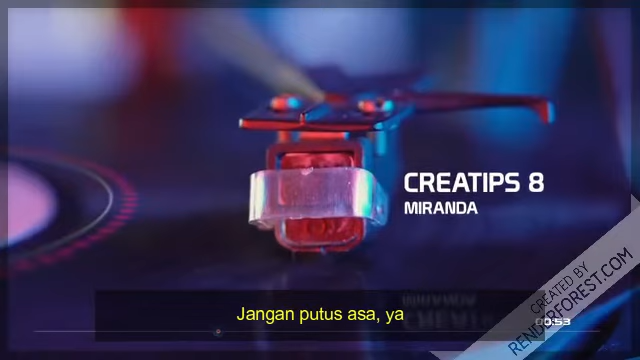 CREATIPS 8
MIRANDA
CREATED BY
RENDERFOREST.COM
00:53
Jangan putus asa, ya